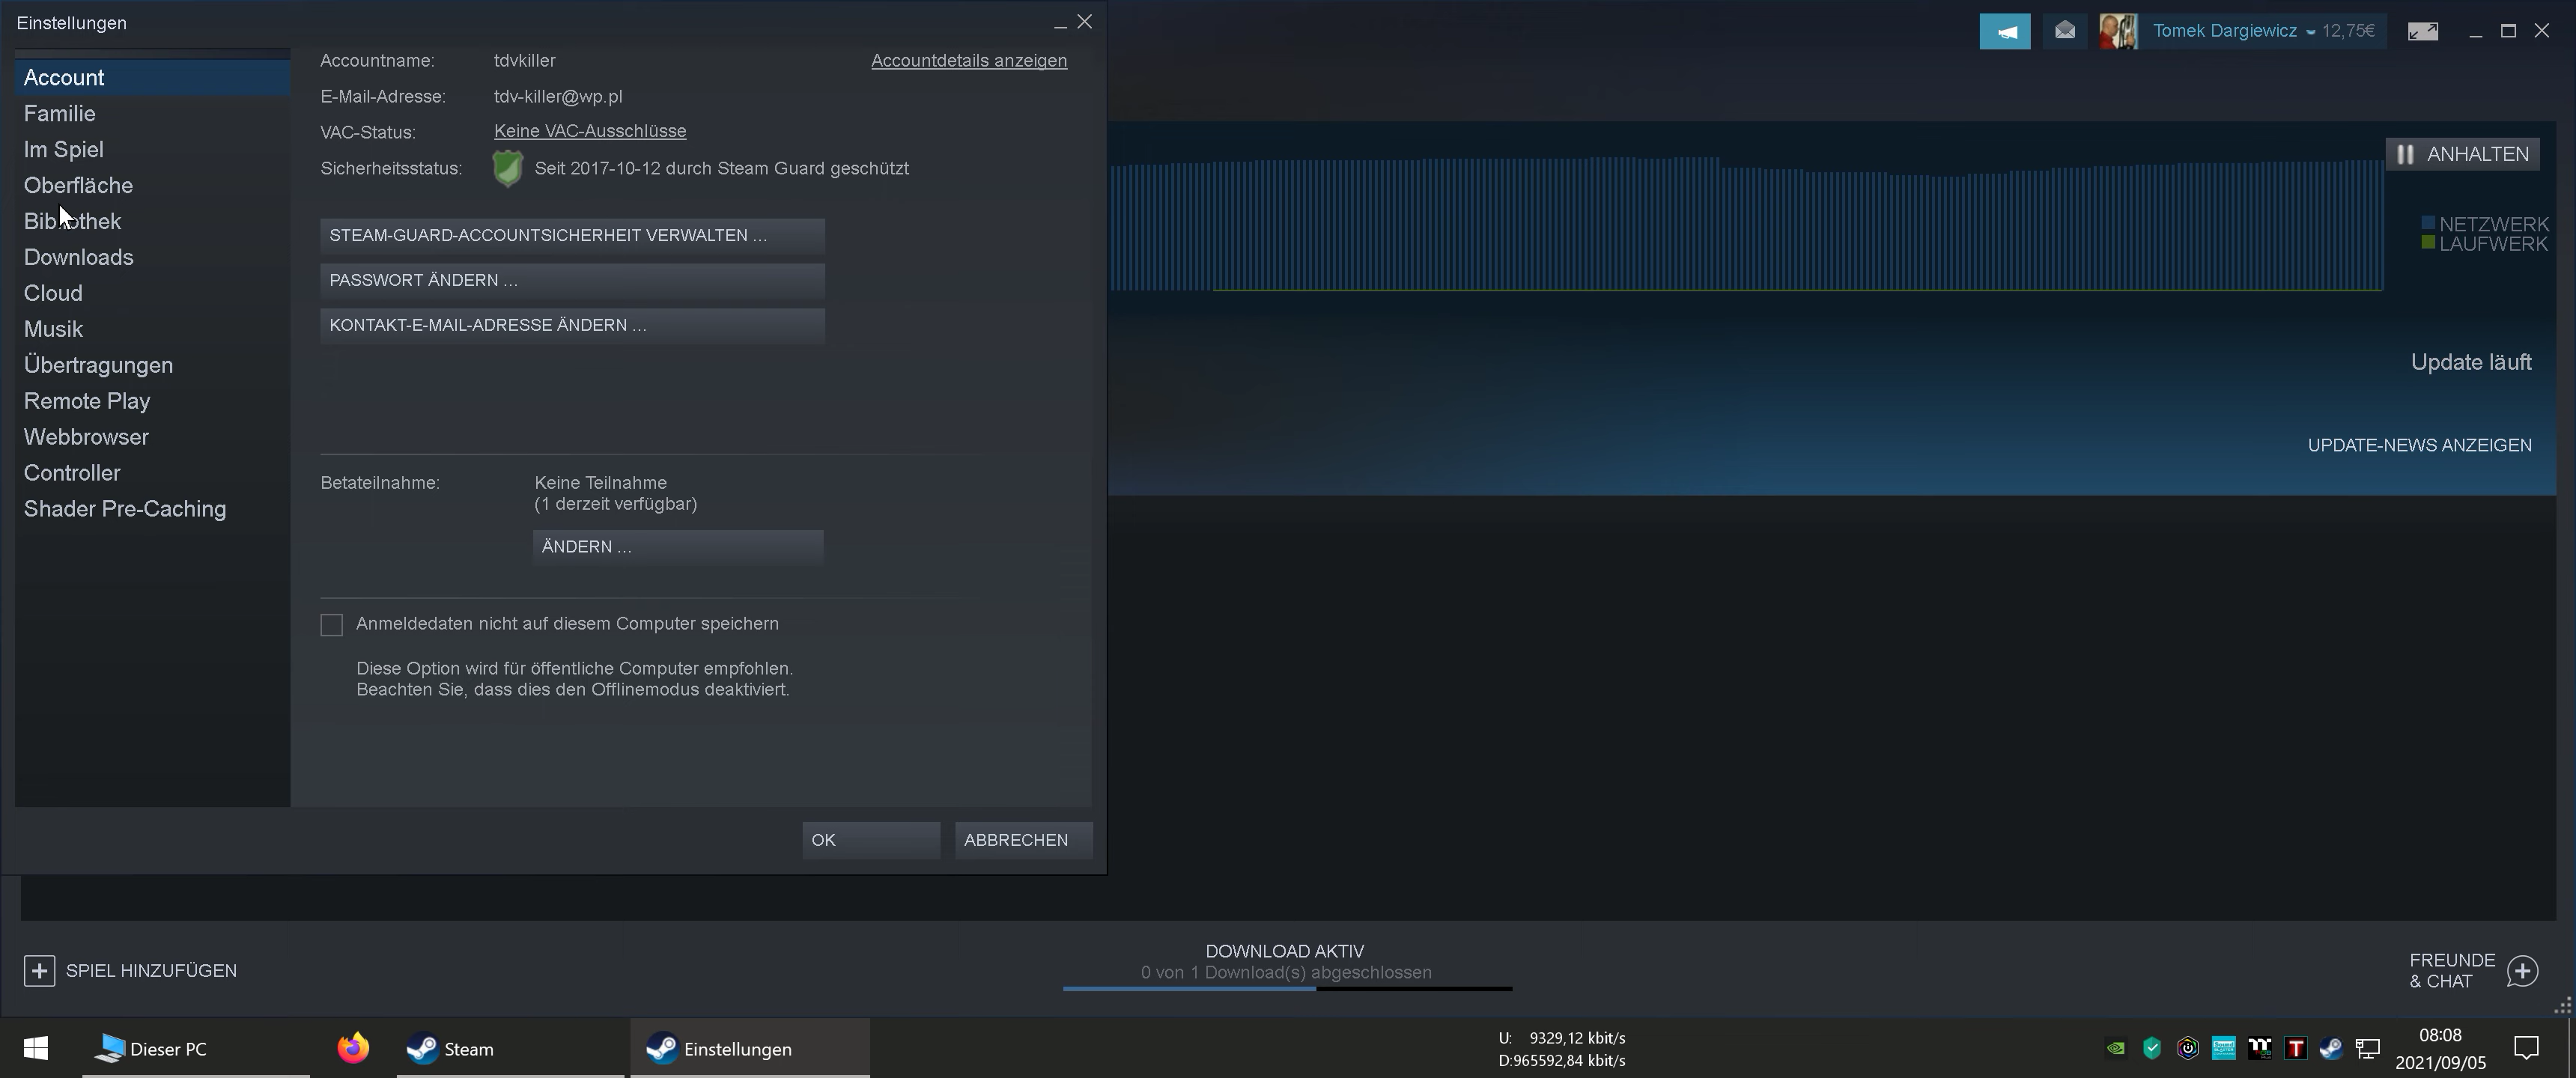 Einstellungen
Account
Familie
Im Spiel
Oberfläche
Bibliothek
Downloads
Cloud
Musik
Übertragungen
Remote Play
Webbrowser
Controller
Shader Pre-Caching
Accountname: tdvkiller Accountdetails anzeigen
E-Mail-Adresse: tdv-killer@wp.pl
VAC-Status: Keine VAC-Ausschlüsse
Sicherheitsstatus: Seit 2017-10-12 durch Steam Guard geschützt
STEAM-GUARD-ACCOUNTSICHERHEIT VERWALTEN ...
PASSWORT ÄNDERN ...
KONTAKT-E-MAIL-ADRESSE ÄNDERN ...
Betateilnahme: Keine Teilnahme
(1 derzeit verfügbar)
ÄNDERN ...
Anmeldedaten nicht auf diesem Computer speichern
Diese Option wird für öffentliche Computer empfohlen.
Beachten Sie, dass dies den Offlinemodus deaktiviert.
OK ABBRECHEN
Tomek Dargiewicz 12,75€
ANHALTEN
NETZWERK
LAUFWERK
Update läuft
UPDATE-NEWS ANZEIGEN
SPIEL HINZUFÜGEN
DOWNLOAD AKTIV
0 von 1 Download(s) abgeschlossen
FREUNDE
& CHAT
Dieser PC
Steam
Einstellungen
U: 9329,12 kbit/s
D:965592,84 kbit/s
T
08:08
2021/09/05